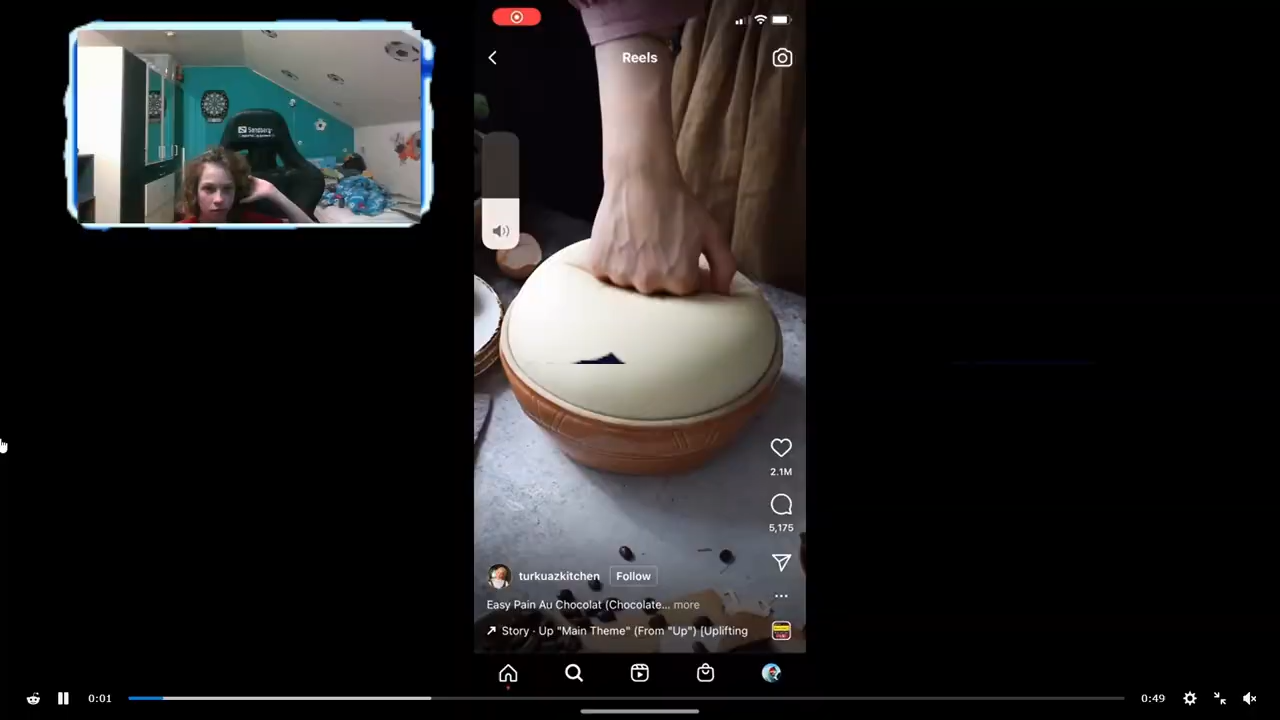 Reels
Sandberg
2.1M
5,175
turkuazkitchen
Follow
Easy Pain Au Chocolat (Chocolate... more
Story · Up "Main Theme" (From "Up") [Uplifting
0:01
0:49